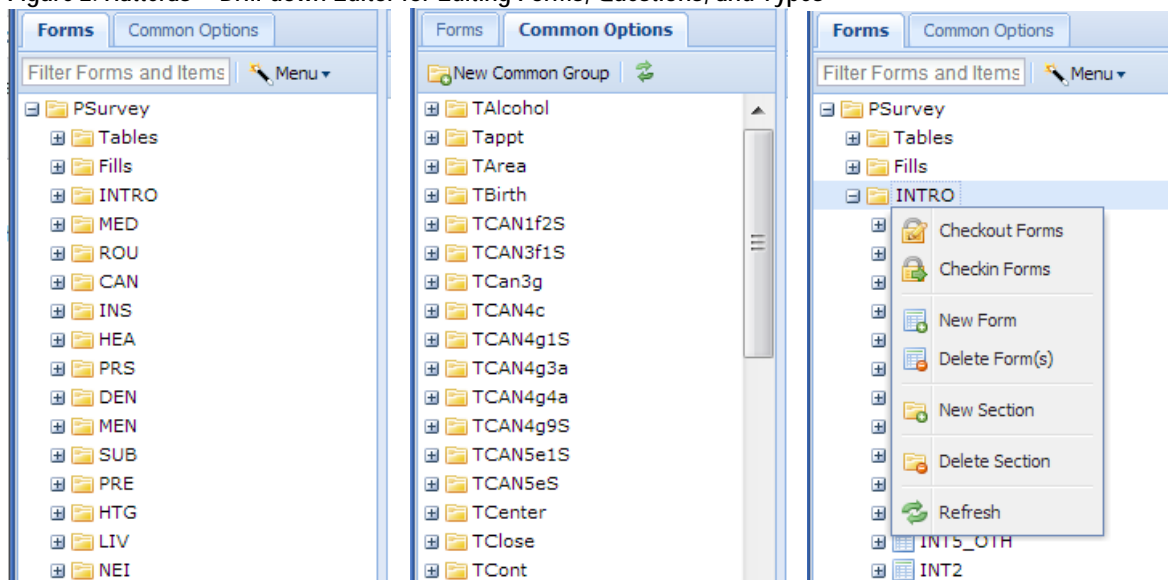 Forms Common Options
Filter Forms and Items Menu
PSurvey
Tables
Fills
INTRO
MED
ROU
CAN
INS
HEA
PRS
DEN
MEN
SUB
PRE
HTG
LIV
NEI
Forms Common Options
New Common Group
TAlcohol
Tappt
TArea
TBirth
TCAN1f2S
TCAN3f1S
TCan3g
TCAN4c
TCAN4g1S
TCAN4g3a
TCAN4g4a
TCAN4g9S
TCAN5e1S
TCAN5eS
TCenter
TClose
TCont
Forms Common Options
Filter Forms and Items Menu
PSurvey
Tables
Fills
INTRO
Checkout Forms
Checkin Forms
New Form
Delete Form(s)
New Section
Delete Section
Refresh
INT5_OTH
INT2